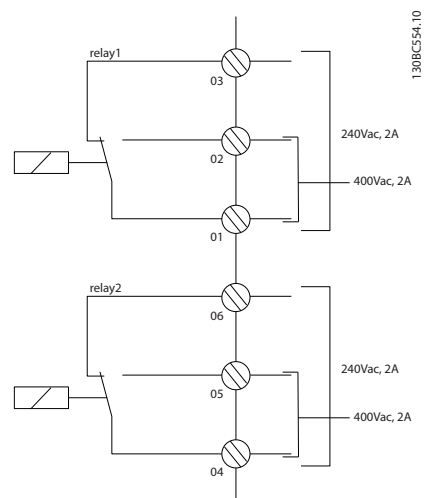 130BC554.10
relay1
03
02
240Vac, 2A
400Vac, 2A
01
relay2
06
05
240Vac, 2A
400Vac, 2A
04